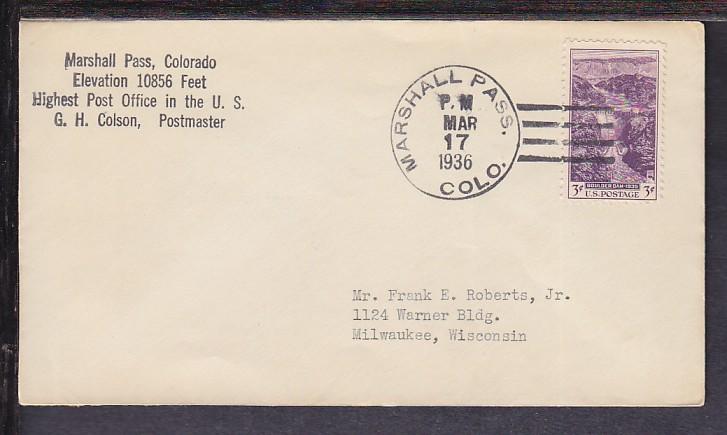 Marshall Pass, Colorado
Elevation 10856 Feet
Highest Post Office in the U. S.
G. H. Colson, Postmaster
MARSHALL PASS.
P.M
MAR
17
1936
COLO.
3¢ BOULDER DAM·1935 3¢
U.S. POSTAGE
Mr. Frank E. Roberts, Jr.
1124 Warner Bldg.
Milwaukee, Wisconsin